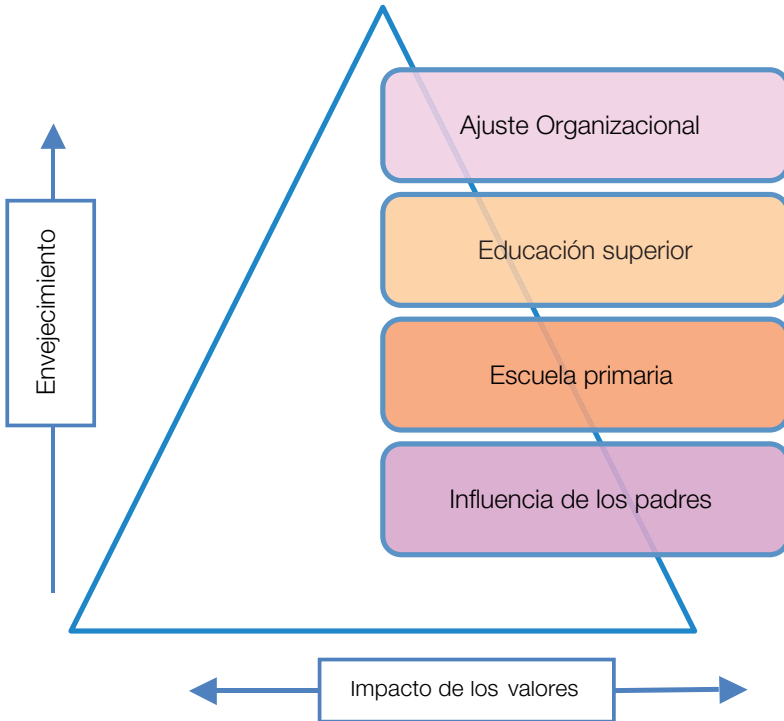 Ajuste Organizacional
Educación superior
Envejecimiento
Escuela primaria
Influencia de los padres
Impacto de los valores